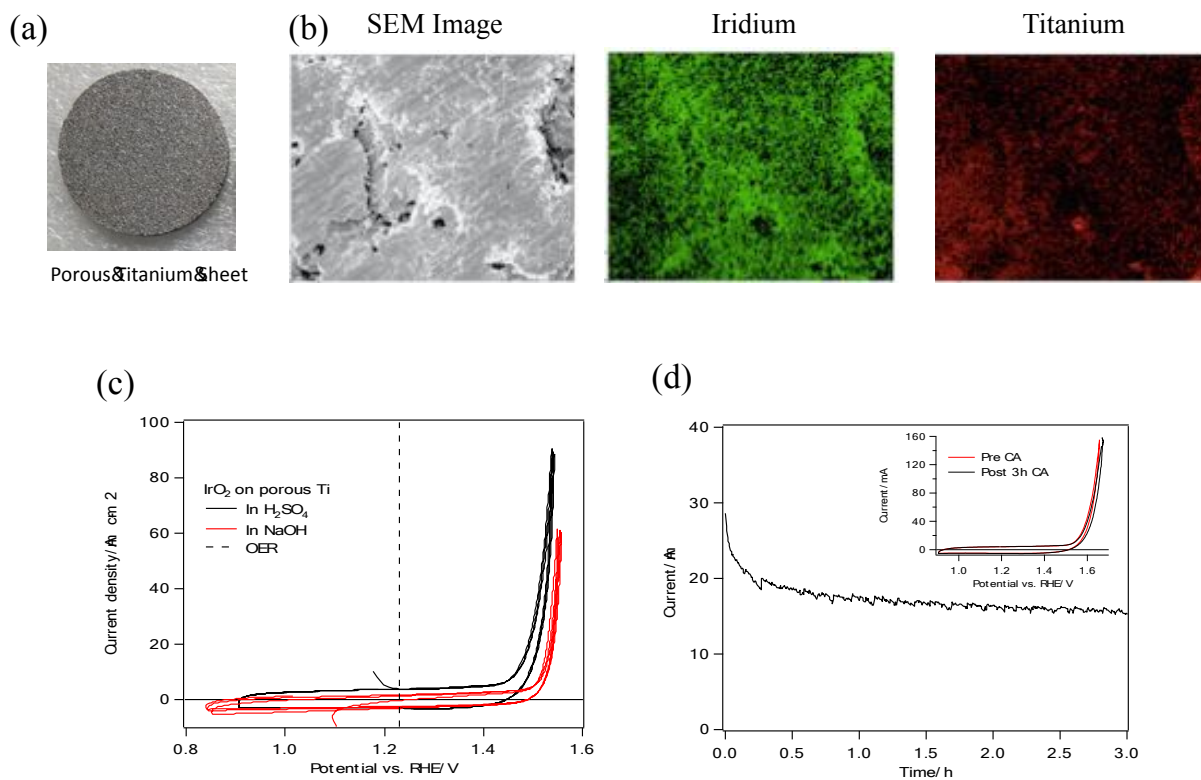 (a)
(b)
SEM Image
Iridium
Titanium
Porous&Titanium&Sheet
(c)
100
80
60
40
20
0
0.8
1.0
1.2
1.4
1.6
Current density/ cm 2
Potential vs. RHE/ V
IrO2 on porous Ti
In H2SO4
In NaOH
OER
(d)
40
30
20
10
0
0.0
0.5
1.0
1.5
2.0
2.5
3.0
Current/
Time/ h
160
120
80
40
0
1.0
1.2
1.4
1.6
Current/ mA
Potential vs. RHE/ V
Pre CA
Post 3h CA